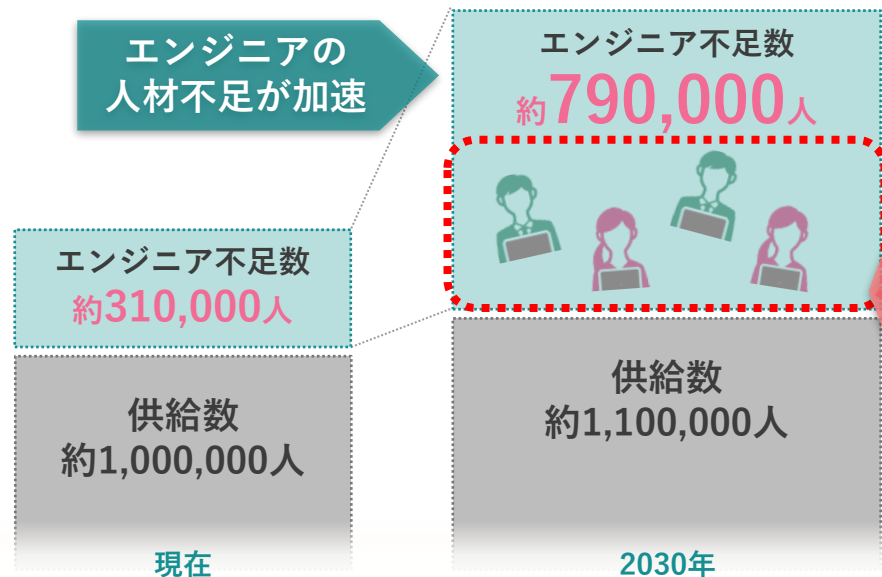 エンジニアの
人材不足が加速
エンジニア不足数
約790,000人
エンジニア不足数
約310,000人
供給数
約1,000,000人
供給数
約1,100,000人
現在
2030年